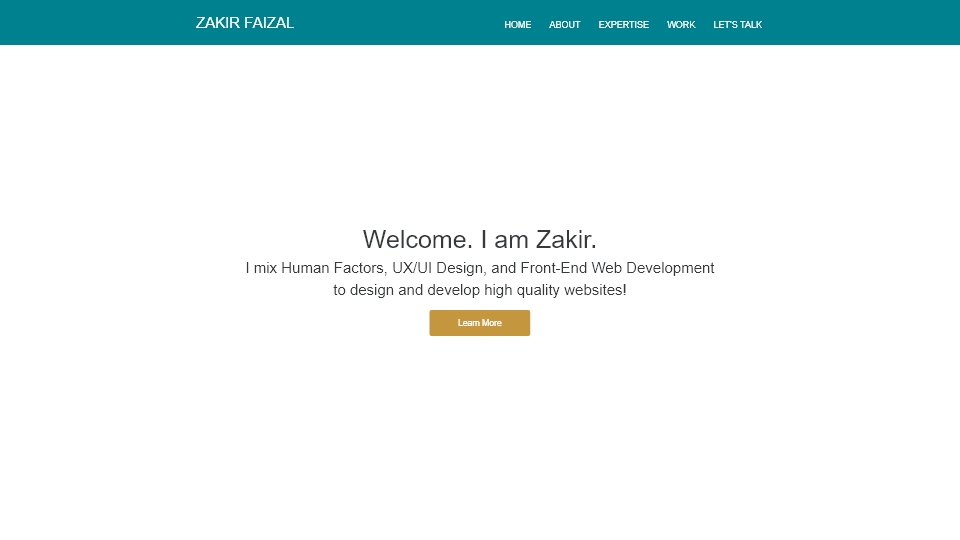 ZAKIR FAIZAL
HOME ABOUT EXPERTISE WORK LET'S TALK
Welcome. I am Zakir.
I mix Human Factors, UX/UI Design, and Front-End Web Development
to design and develop high quality websites!
Learn More